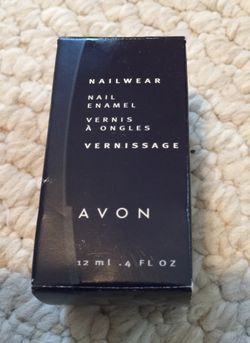 NAILWEAR
NAIL
ENAMEL
VERNIS
À ONGLES
VERNISSAGE
AVON
12 ml .4 FL OZ